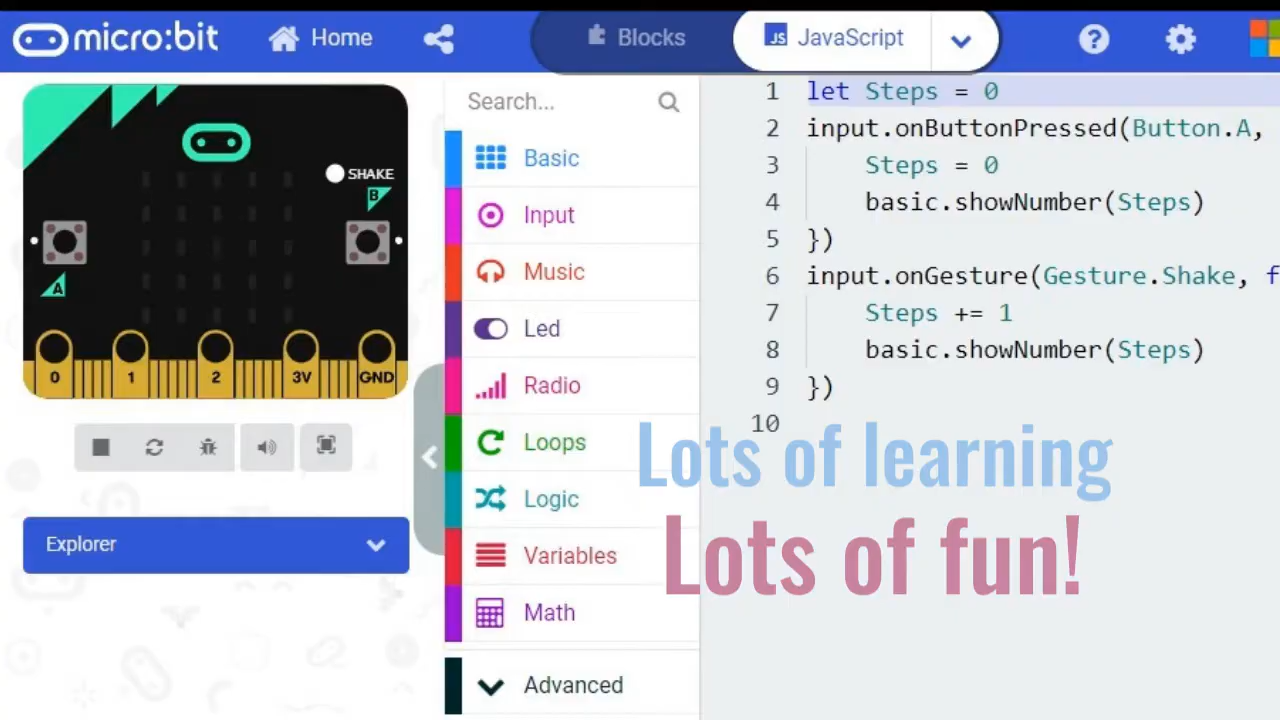 micro:bit
Home
Blocks
JS JavaScript
?
SHAKE
B
A
0 1 2 3V GND
Explorer
Search...
Basic
Input
Music
Led
Radio
Loops
Logic
Variables
Math
Advanced
1 let Steps = 0
2 input.onButtonPressed(Button.A,
3 Steps = 0
4 basic.showNumber(Steps)
5 })
6 input.onGesture(Gesture.Shake, f
7 Steps += 1
8 basic.showNumber(Steps)
9 })
10
Lots of learning
Lots of fun!